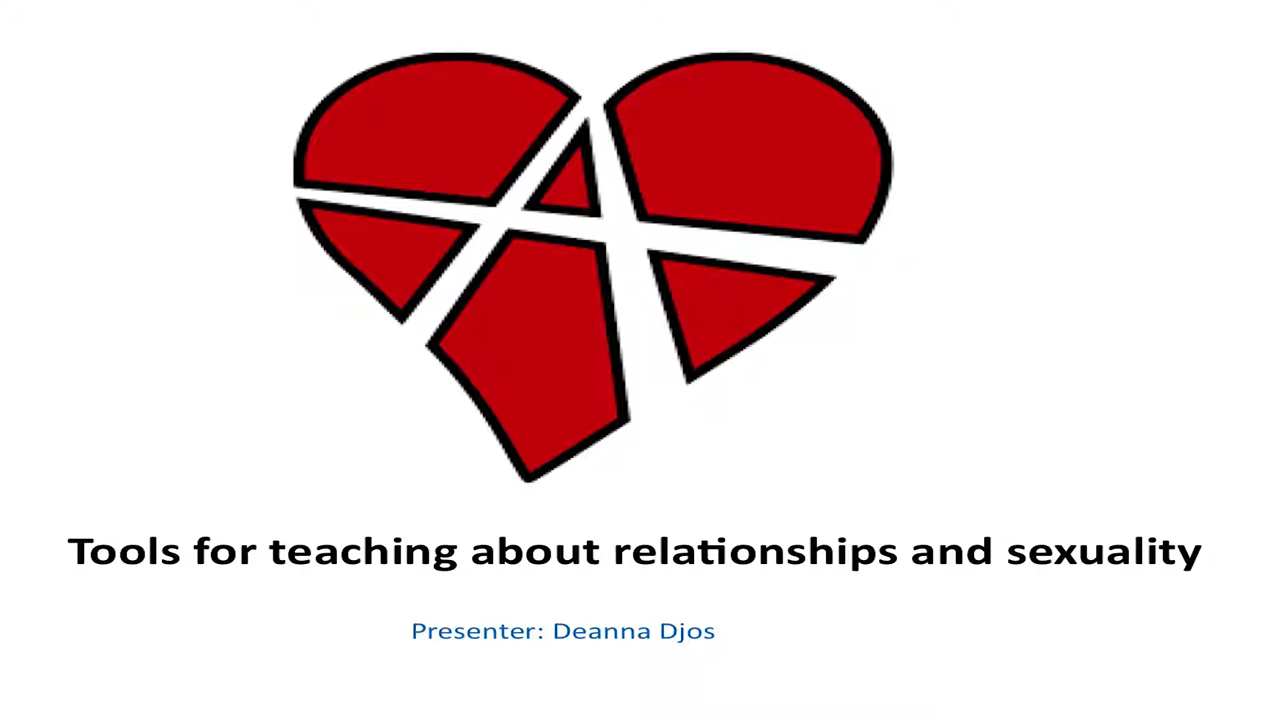 Tools for teaching about relationships and sexuality
Presenter: Deanna Djos